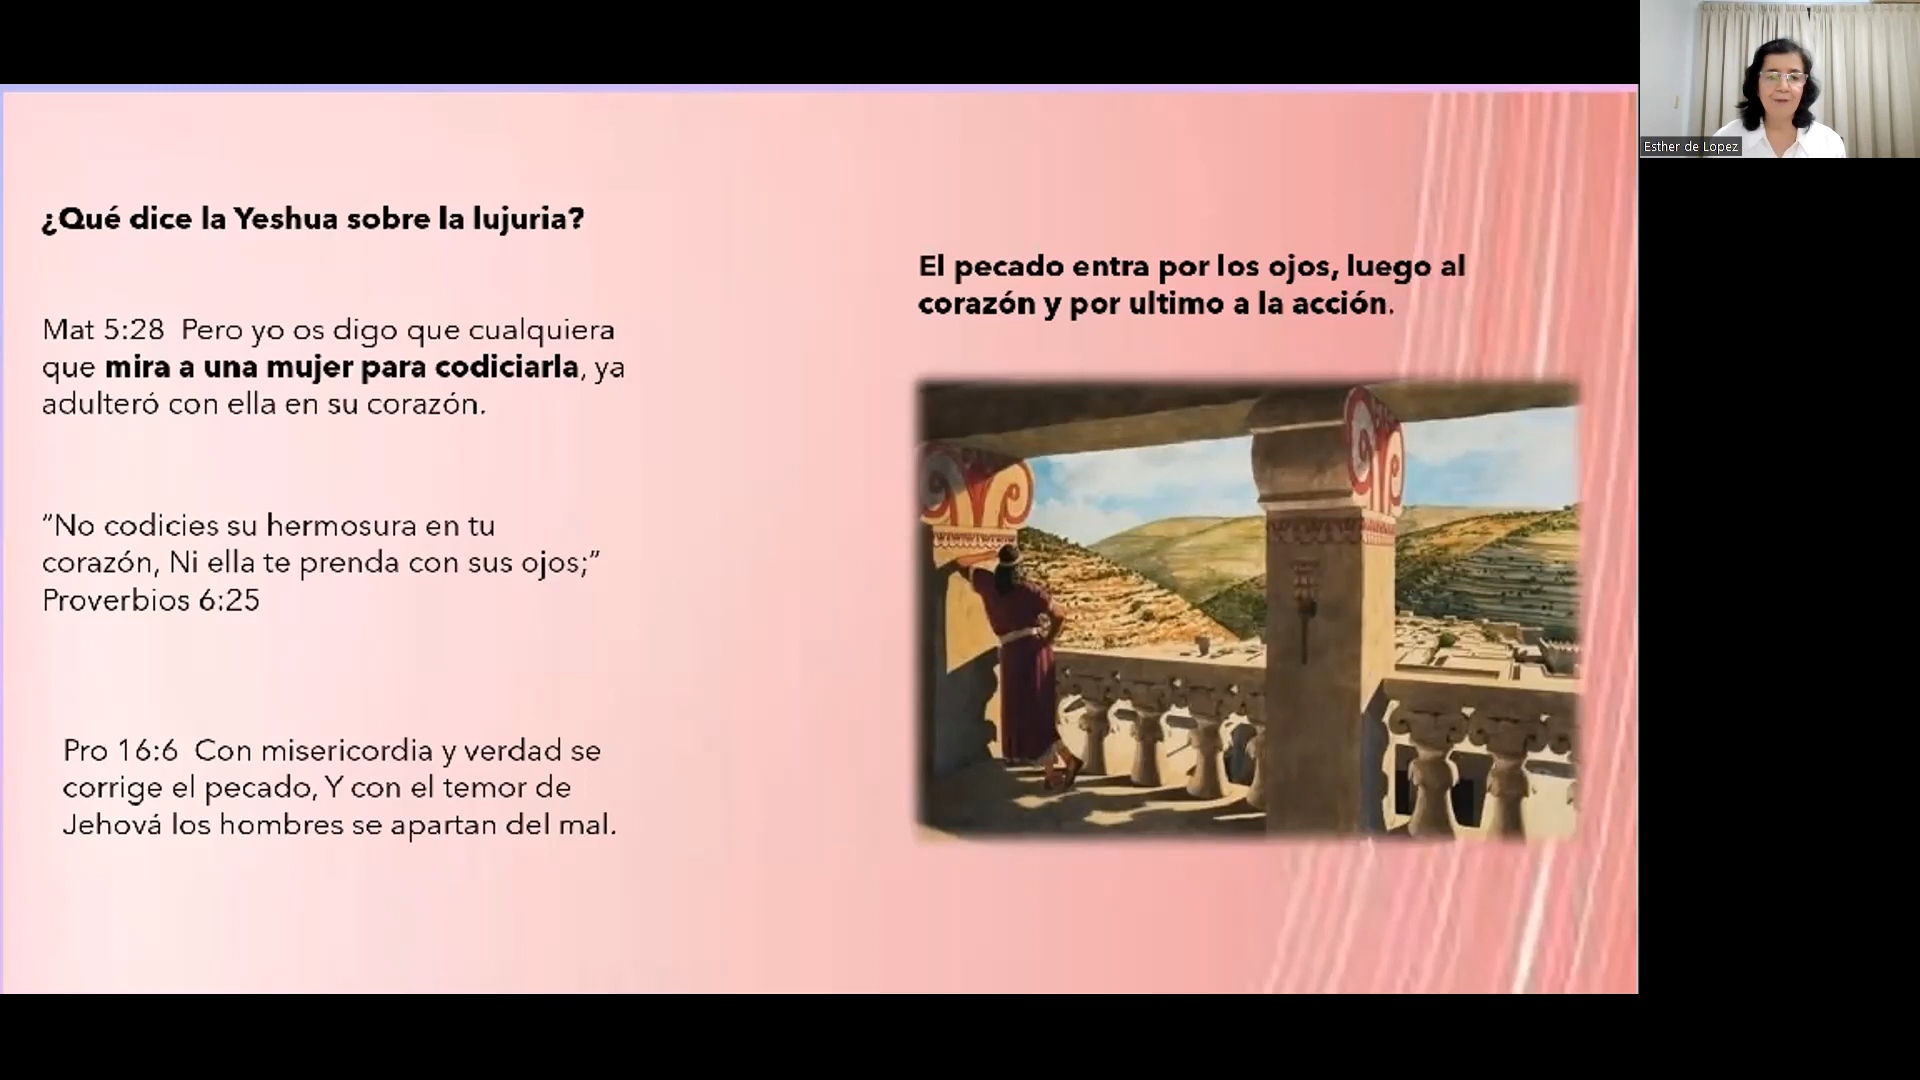 ¿Qué dice la Yeshua sobre la lujuria?
Mat 5:28 Pero yo os digo que cualquiera
que mira a una mujer para codiciarla, ya
adulteró con ella en su corazón.
“No codicies su hermosura en tu
corazón, Ni ella te prenda con sus ojos;”
Proverbios 6:25
Pro 16:6 Con misericordia y verdad se
corrige el pecado, Y con el temor de
Jehová los hombres se apartan del mal.
El pecado entra por los ojos, luego al
corazón y por ultimo a la acción.
Esther de Lopez